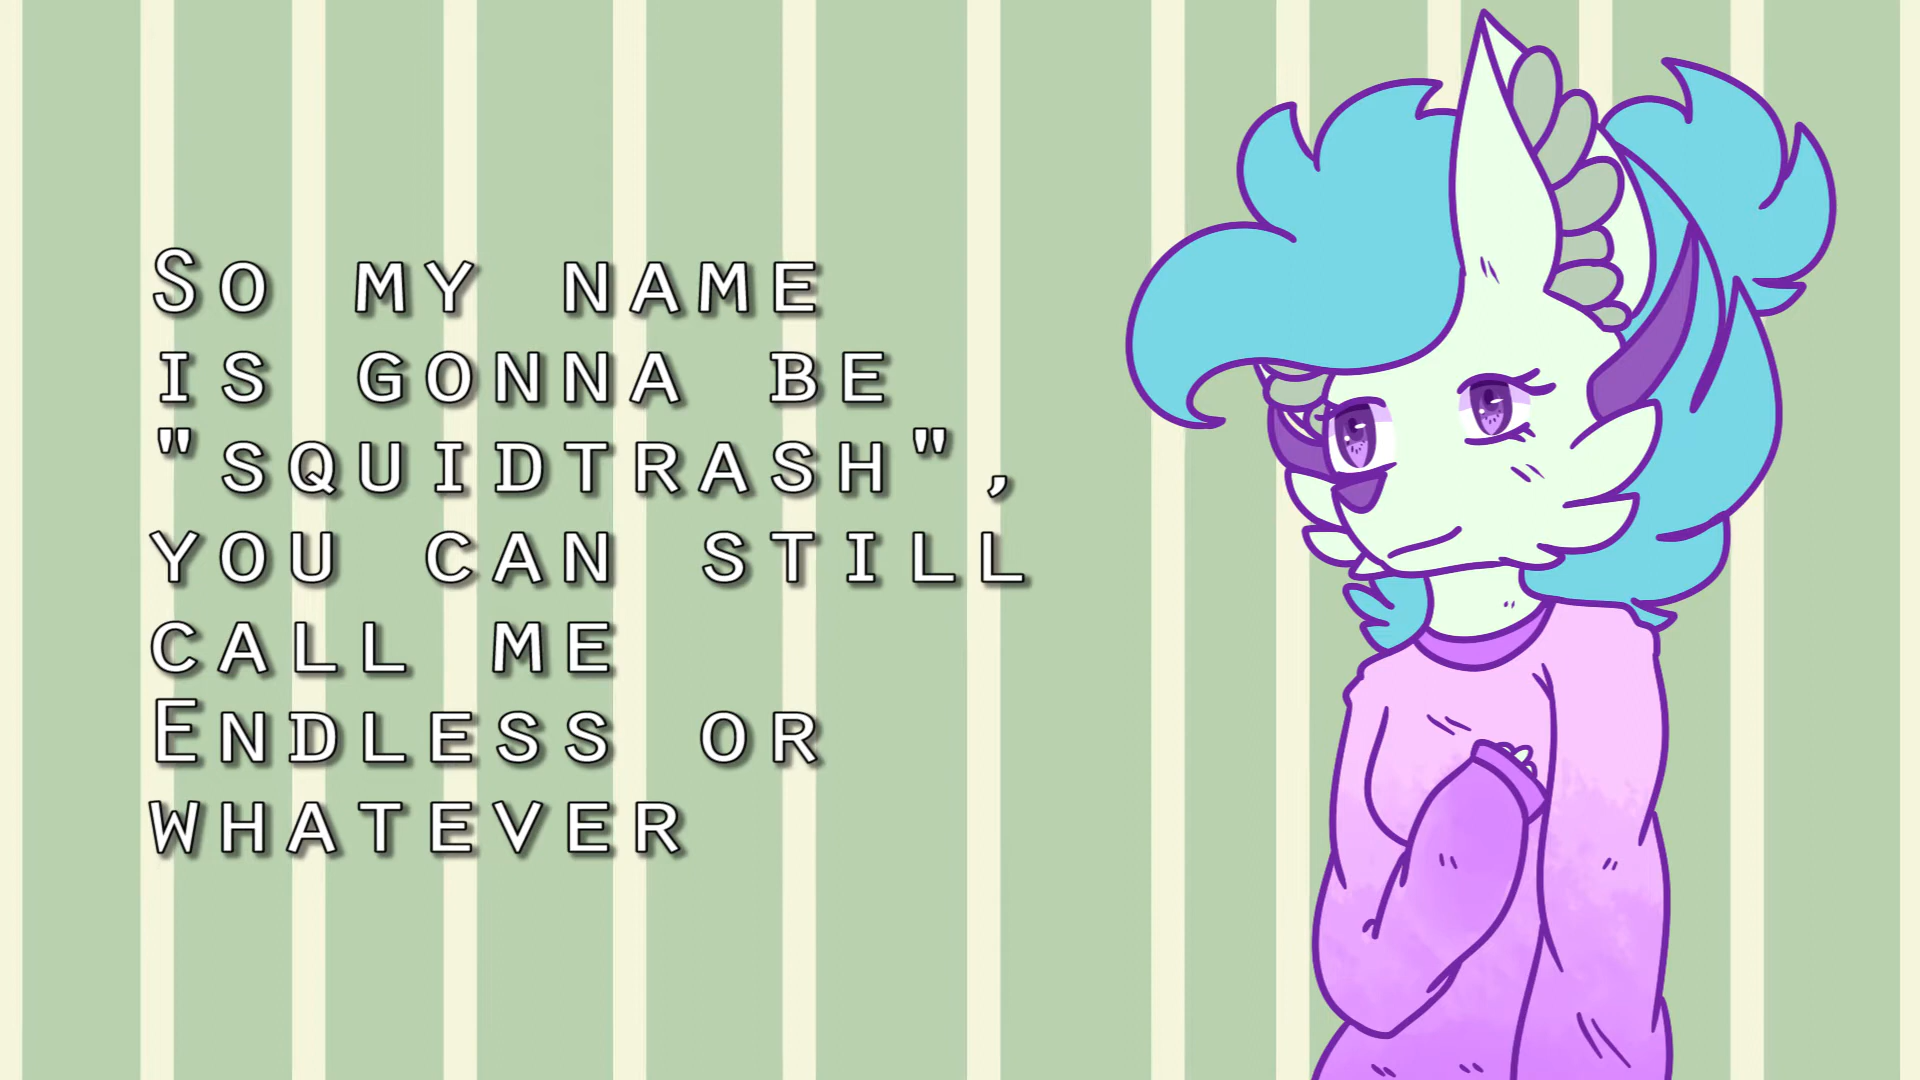 So my name
is gonna be
"squidtrash",
you can still
call me
Endless or
whatever